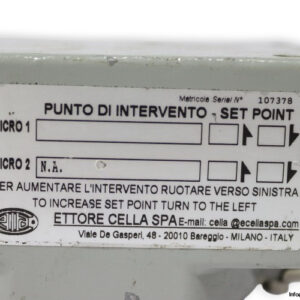 Matricola Serial N° 107378
PUNTO DI INTERVENTO - SET POINT
ICRO 1
ICRO 2 N.A.
ER AUMENTARE L'INTERVENTO RUOTARE VERSO SINISTRA
TO INCREASE SET POINT TURN TO THE LEFT
ETTORE CELLA SPA E-mail: cella@ecellaspa.com
Viale De Gasperi, 48 - 20010 Bareggio - MILANO - ITALY